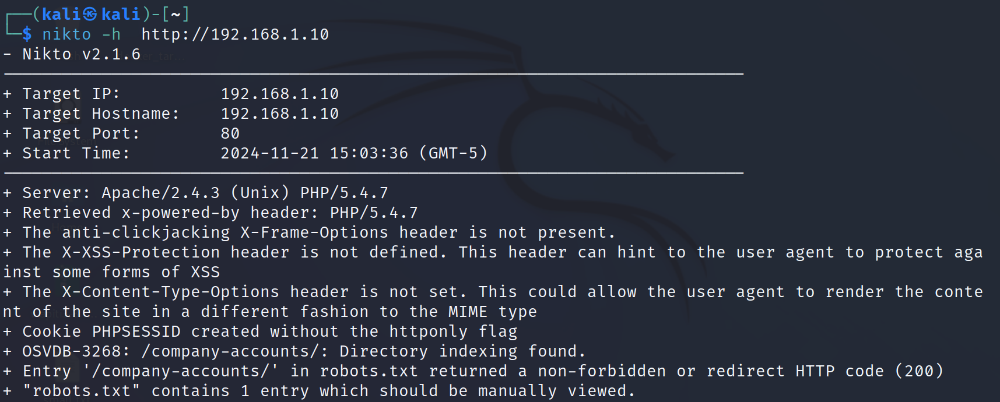 ┌──(kali㉿kali)-[~]
└─$ nikto -h  http://192.168.1.10
- Nikto v2.1.6
---------------------------------------------------------------------------
+ Target IP:          192.168.1.10
+ Target Hostname:    192.168.1.10
+ Target Port:        80
+ Start Time:         2024-11-21 15:03:36 (GMT-5)
---------------------------------------------------------------------------
+ Server: Apache/2.4.3 (Unix) PHP/5.4.7
+ Retrieved x-powered-by header: PHP/5.4.7
+ The anti-clickjacking X-Frame-Options header is not present.
+ The X-XSS-Protection header is not defined. This header can hint to the user agent to protect aga
inst some forms of XSS
+ The X-Content-Type-Options header is not set. This could allow the user agent to render the conte
nt of the site in a different fashion to the MIME type
+ Cookie PHPSESSID created without the httponly flag
+ OSVDB-3268: /company-accounts/: Directory indexing found.
+ Entry '/company-accounts/' in robots.txt returned a non-forbidden or redirect HTTP code (200)
+ "robots.txt" contains 1 entry which should be manually viewed.